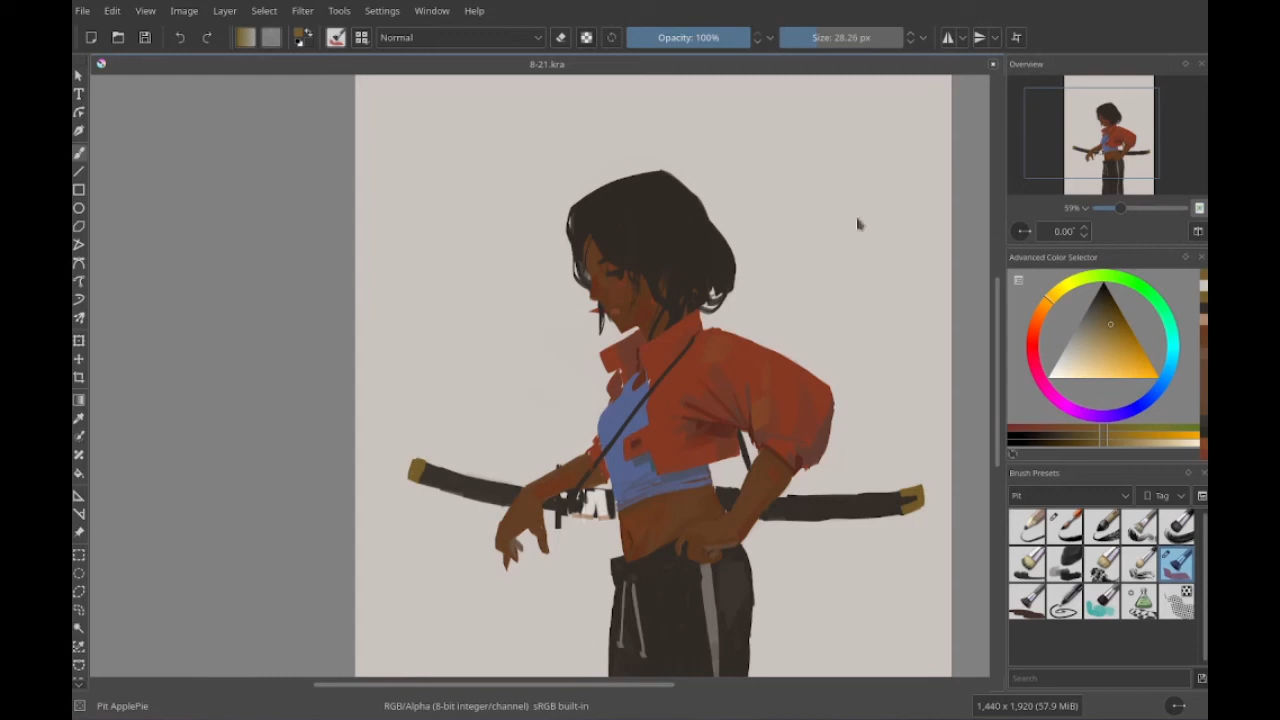 File Edit View Image Layer Select Filter Tools Settings Window Help
Normal Opacity: 100% Size: 28.26 px
8-21.kra
Overview
59%
0.00°
Advanced Color Selector
Brush Presets
Pit Tag
Search
Pit ApplePie RGB/Alpha (8-bit integer/channel) sRGB built-in 1,440 x 1,920 (57.9 MiB)